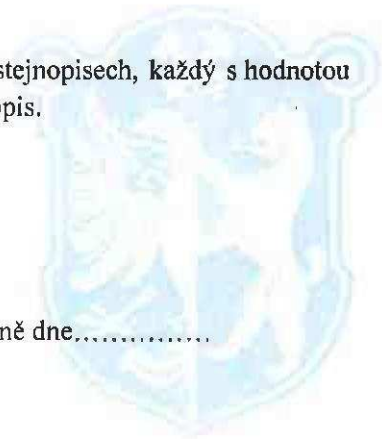 stejnopisech, každý s hodnotou
opis.
ně dne...............